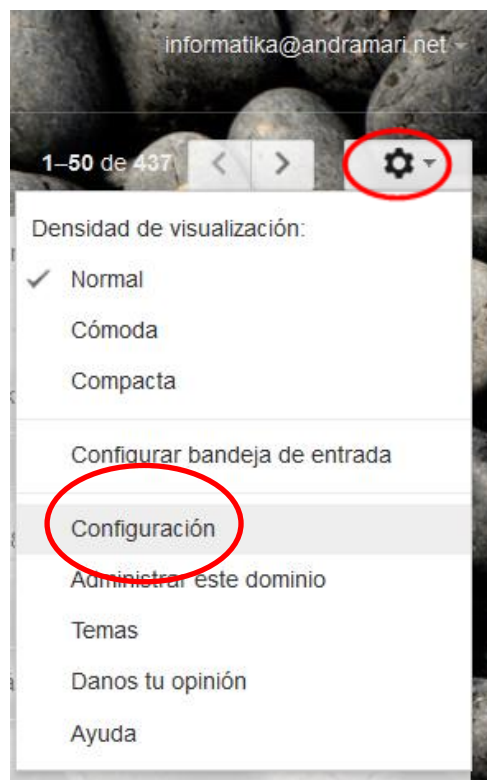 informatika@andramari.net
1–50 de 437
Densidad de visualización:
Normal
Cómoda
Compacta
Configurar bandeja de entrada
Configuración
Administrar este dominio
Temas
Danos tu opinión
Ayuda